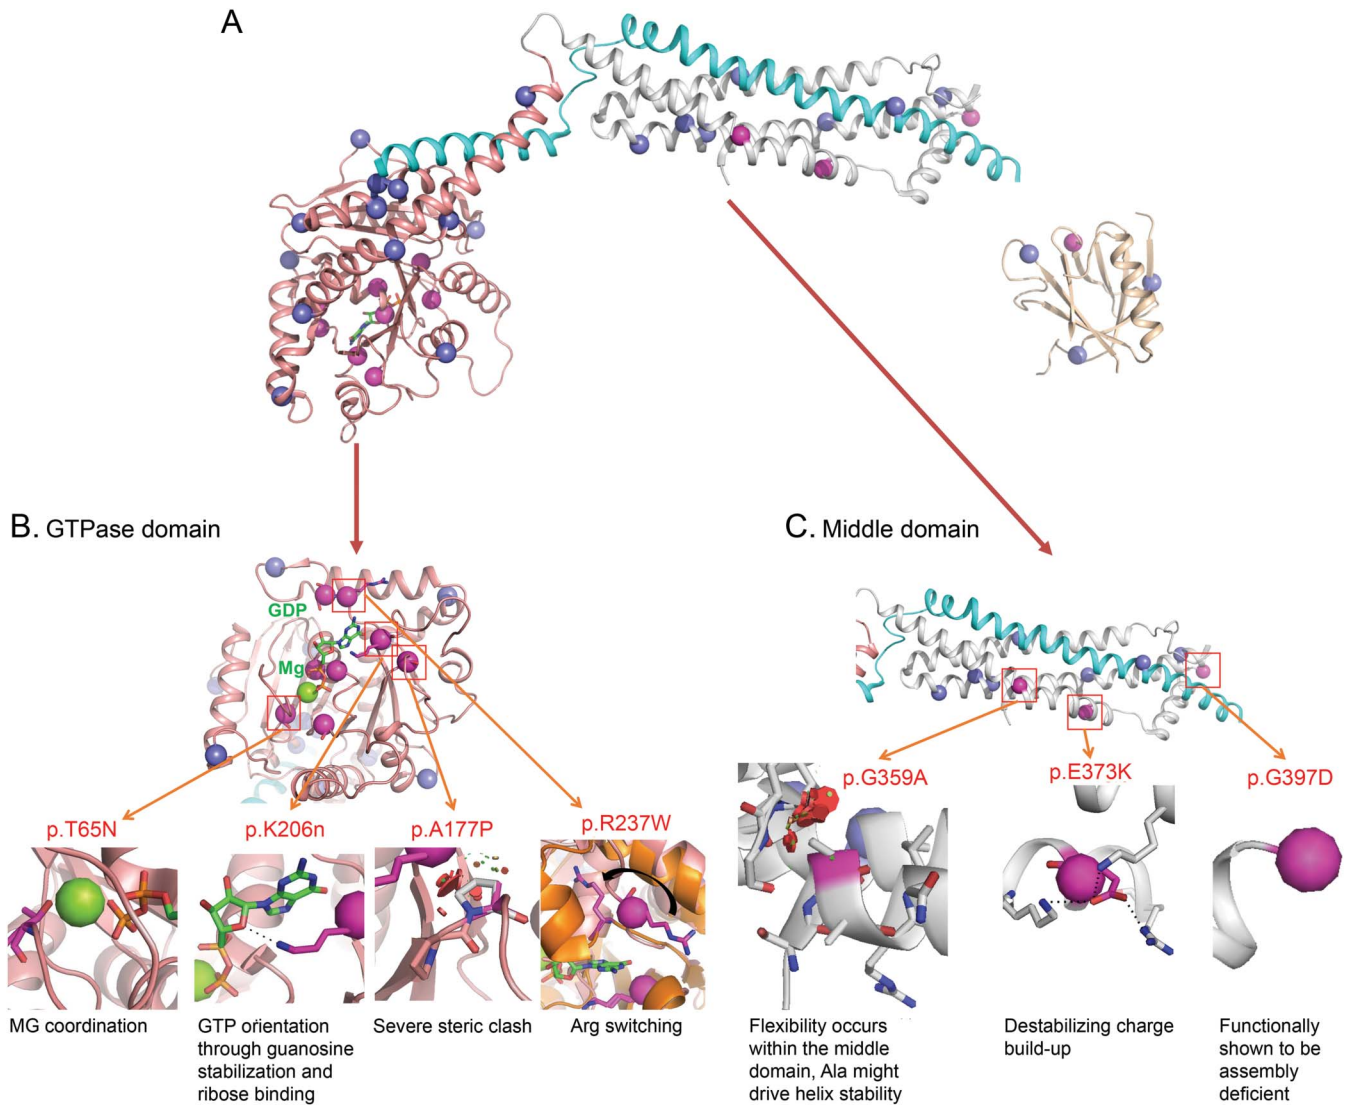 A
B. GTPase domain
C. Middle domain
GDP
Mg
p.T65N
p.K206n
p.A177P
p.R237W
p.G359A
p.E373K
p.G397D
MG coordination
GTP orientation
through guanosine
stabilization and
ribose binding
Severe steric clash
Arg switching
Flexibility occurs
within the middle
domain, Ala might
drive helix stability
Destabilizing charge
build-up
Functionally
shown to be
assembly
deficient